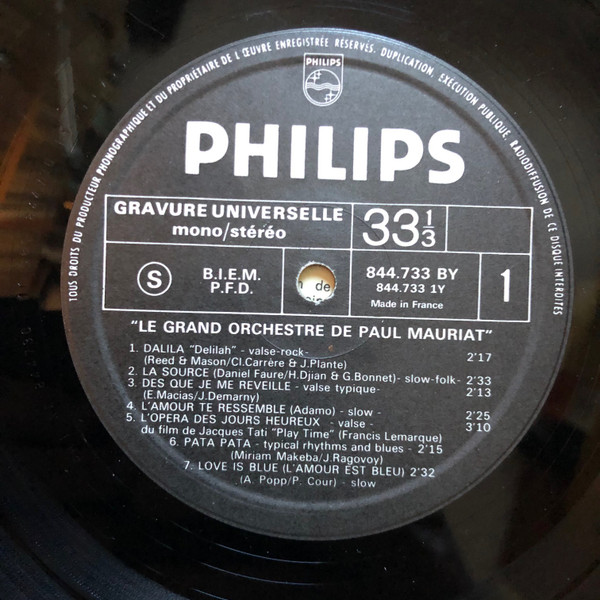 TOUS DROITS DU PRODUCTEUR PHONOGRAPHIQUE ET DU PROPRIETAIRE DE L'ŒUVRE ENREGISTREE RÉSERVÉS. DUPLICATION, EXECUTION PUBLIQUE, RADIODIFFUSION DE CE DISQUE INTERDITES
PHILIPS
PHILIPS
GRAVURE UNIVERSELLE
mono/stéréo
33 1/3
S
B.I.E.M.
P.F.D.
de
844.733 BY
844.733 1Y
Made in France
1
"LE GRAND ORCHESTRE DE PAUL MAURIAT"
1. DALILA "Delilah" - valse-rock- 2'17
(Reed & Mason/Cl.Carrère & J.Plante)
2. LA SOURCE (Daniel Faure/H.Djian & G.Bonnet)- slow-folk- 2'33
3. DES QUE JE ME REVEILLE - valse typique- 2'13
(E.Macias/J.Demarny)
4. L'AMOUR TE RESSEMBLE (Adamo) - slow - 2'25
5. L'OPERA DES JOURS HEUREUX - valse - 3'10
du film de Jacques Tati "Play Time" (Francis Lemarque)
6. PATA PATA - typical rhythms and blues - 2'15
(Miriam Makeba/J.Ragovoy)
7. LOVE IS BLUE (L'AMOUR EST BLEU) 2'32
(A. Popp/P. Cour) - slow